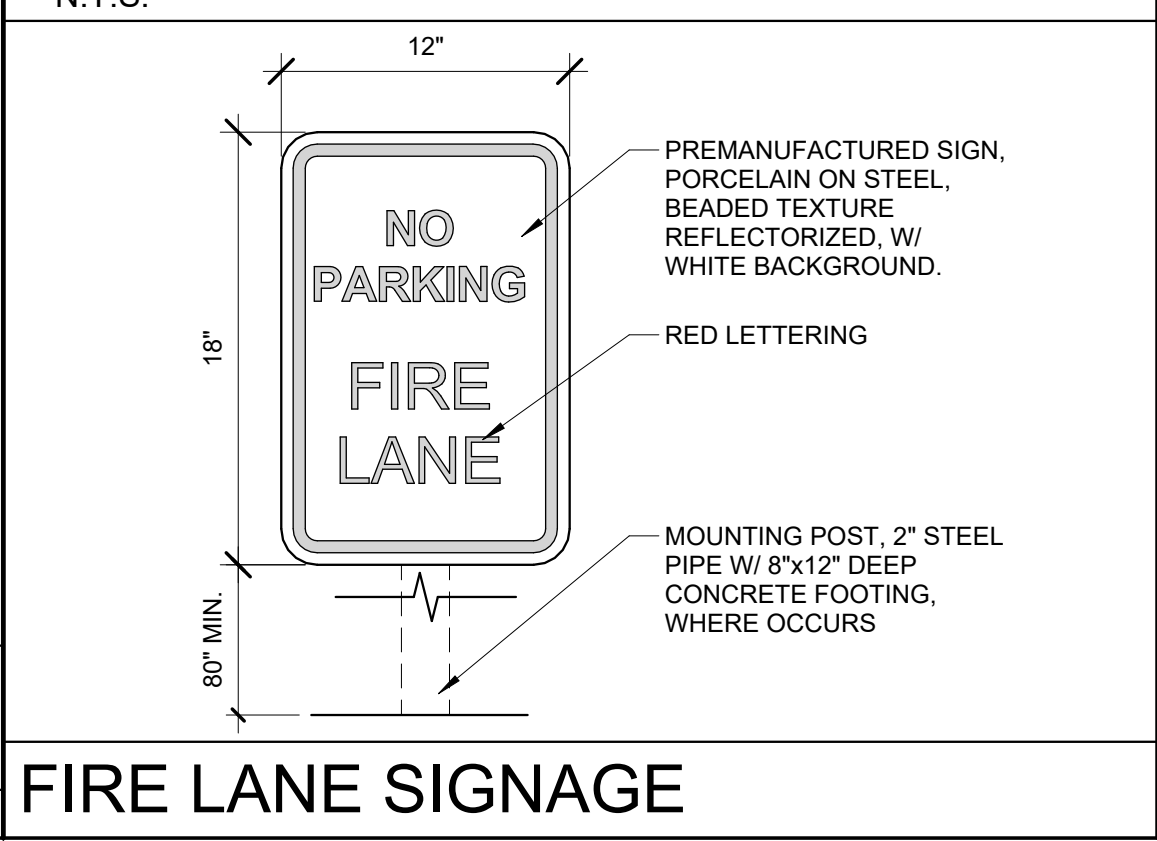 N.T.S.
12"
18"
80" MIN.
NO
PARKING
FIRE
LANE
PREMANUFACTURED SIGN,
PORCELAIN ON STEEL,
BEADED TEXTURE
REFLECTORIZED, W/
WHITE BACKGROUND.
RED LETTERING
MOUNTING POST, 2" STEEL
PIPE W/ 8"x12" DEEP
CONCRETE FOOTING,
WHERE OCCURS
FIRE LANE SIGNAGE